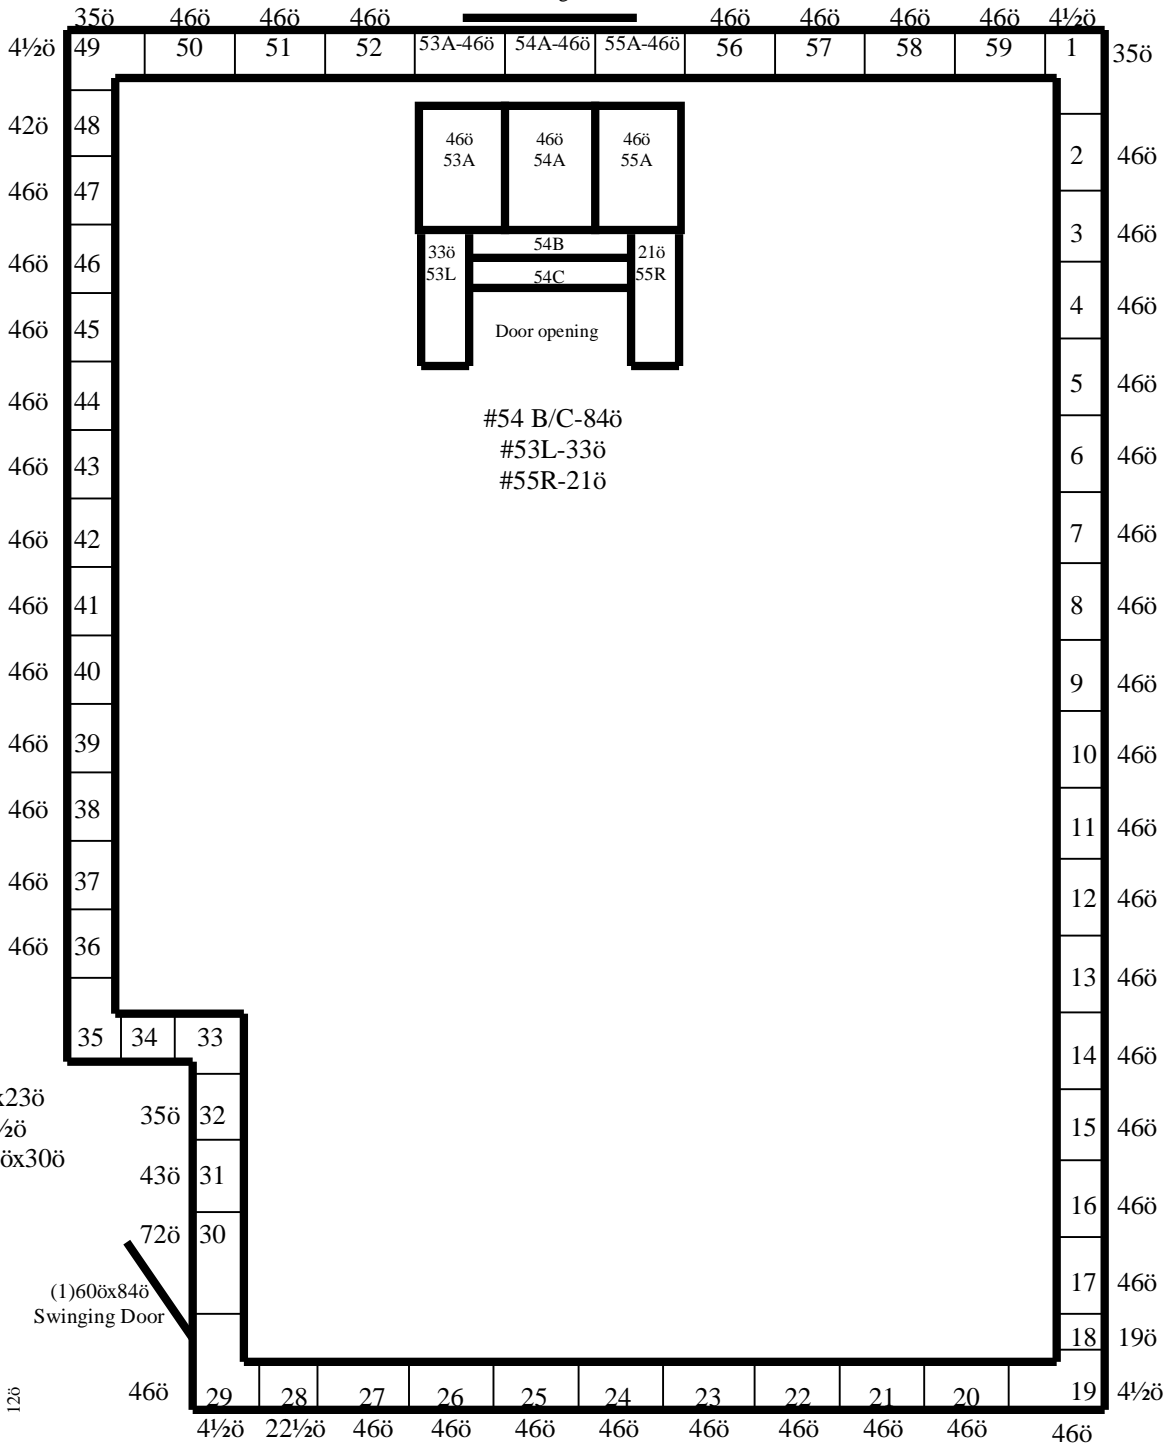 35ö 46ö 46ö 46ö 46ö 46ö 46ö 46ö 4½ö
4½ö 49 50 51 52 53A-46ö 54A-46ö 55A-46ö 56 57 58 59 1 35ö
42ö 48
46ö 46ö 46ö
53A 54A 55A
2 46ö
46ö 47
3 46ö
54B
33ö 21ö
53L 55R
54C
46ö 46
4 46ö
46ö 45
Door opening
5 46ö
46ö 44
#54 B/C-84ö
#53L-33ö
#55R-21ö
6 46ö
46ö 43
7 46ö
46ö 42
8 46ö
46ö 41
46ö 40
9 46ö
46ö 39
10 46ö
46ö 38
11 46ö
46ö 37
12 46ö
46ö 36
13 46ö
35 34 33
14 46ö
x23ö
½ö
öx30ö
35ö 32
15 46ö
43ö 31
16 46ö
72ö 30
(1)60öx84ö
Swinging Door
17 46ö
18 19ö
12ö
46ö 29 28 27 26 25 24 23 22 21 20 19 4½ö
4½ö 22½ö 46ö 46ö 46ö 46ö 46ö 46ö 46ö 46ö 46ö